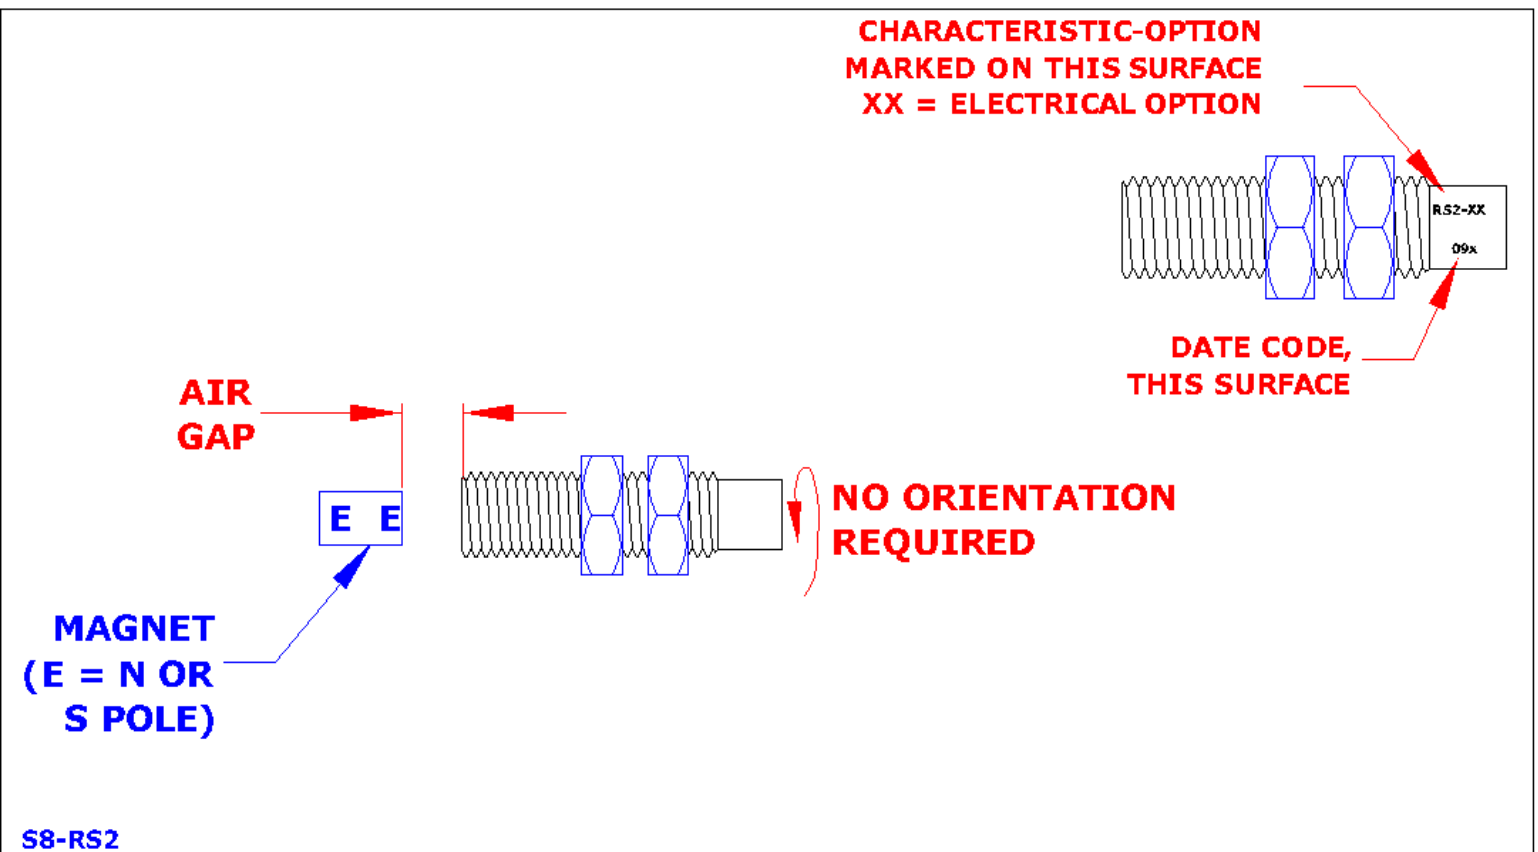 CHARACTERISTIC-OPTION
MARKED ON THIS SURFACE
XX = ELECTRICAL OPTION
RS2-XX
09x
DATE CODE,
THIS SURFACE
AIR
GAP
E E
NO ORIENTATION
REQUIRED
MAGNET
(E = N OR
S POLE)
S8-RS2